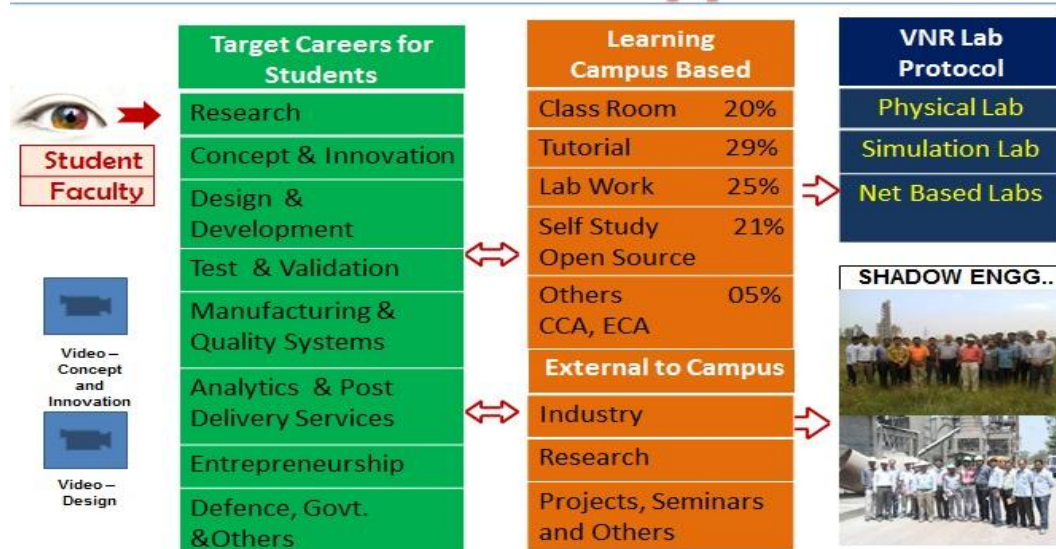 Student
Faculty
Video –
Concept
and
Innovation
Video –
Design
Target Careers for
Students
Research
Concept & Innovation
Design &
Development
Test & Validation
Manufacturing &
Quality Systems
Analytics & Post
Delivery Services
Entrepreneurship
Defence, Govt.
&Others
Learning
Campus Based
Class Room 20%
Tutorial 29%
Lab Work 25%
Self Study 21%
Open Source
Others 05%
CCA, ECA
External to Campus
Industry
Research
Projects, Seminars
and Others
VNR Lab
Protocol
Physical Lab
Simulation Lab
Net Based Labs
SHADOW ENGG..